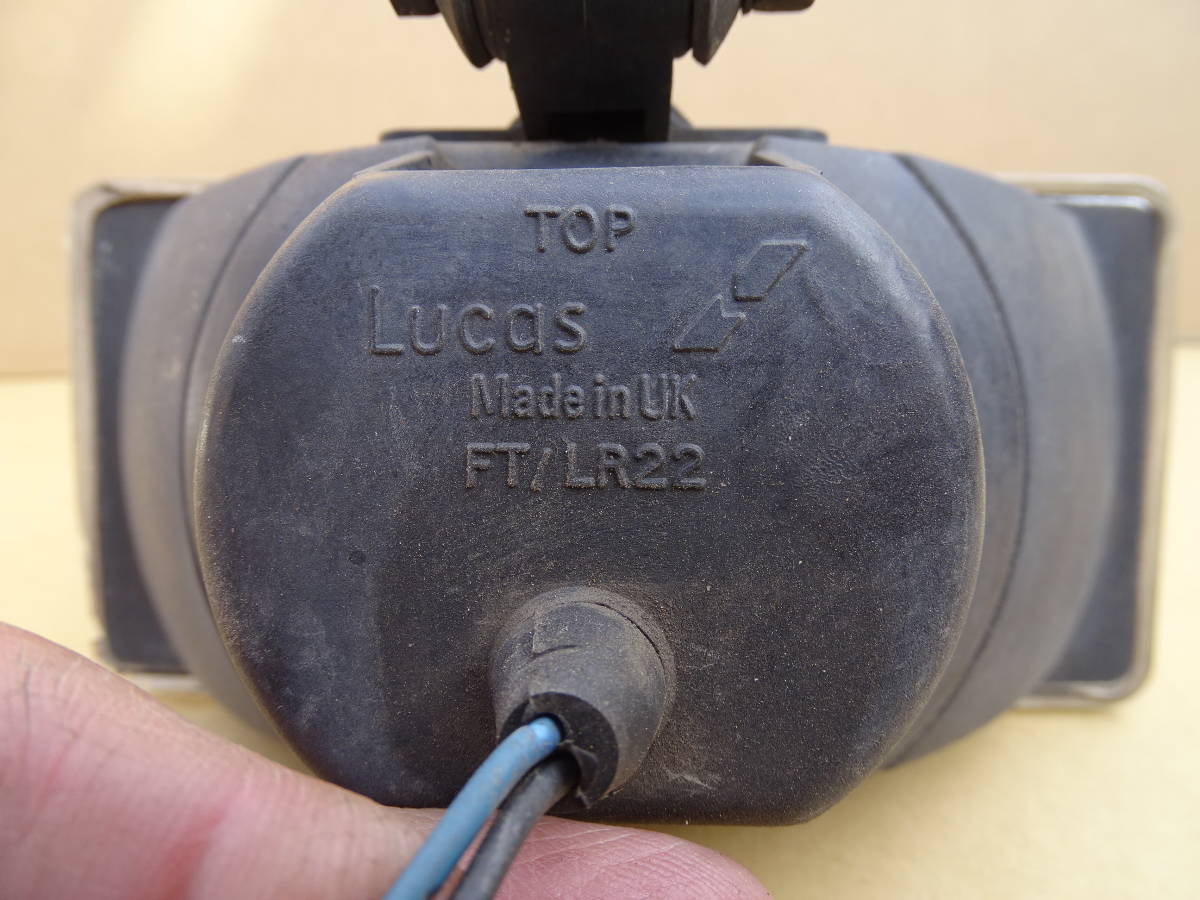 TOP
Lucas
Made in UK
FT/LR22